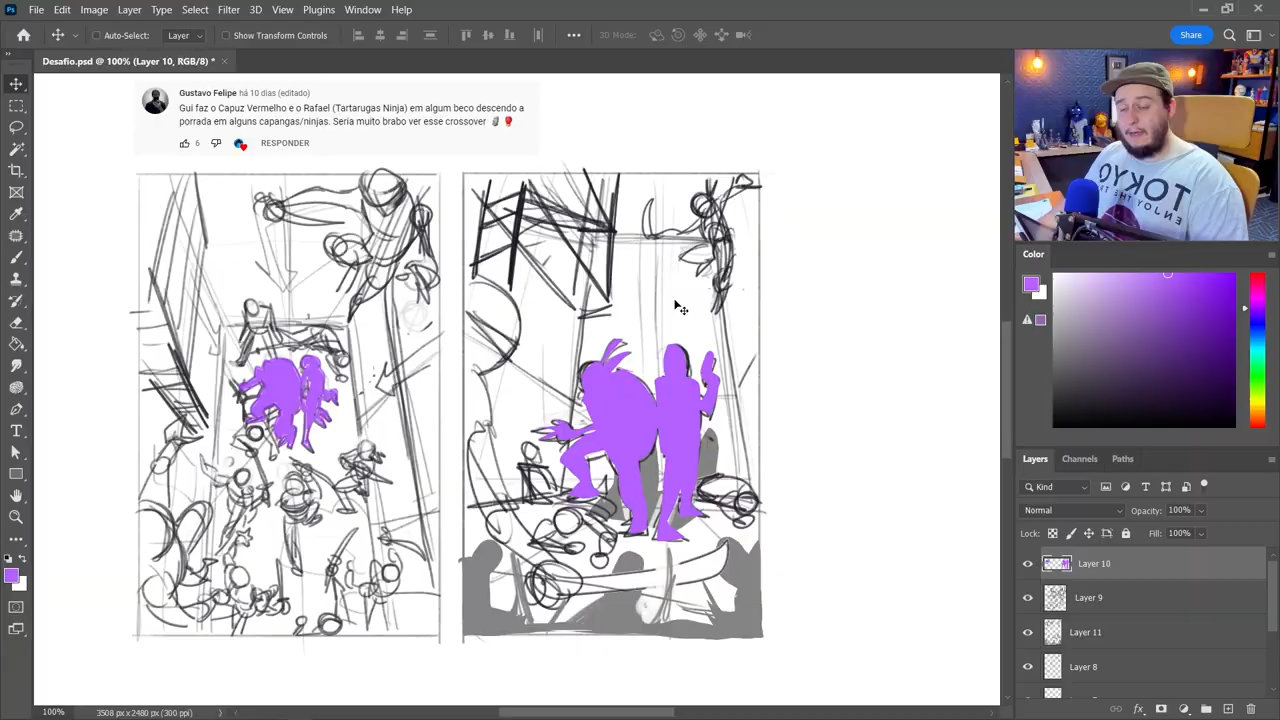 File Edit Image Layer Type Select Filter 3D View Plugins Window Help
Auto-Select: Layer Show Transform Controls 3D Mode: Share
Desafio.psd @ 100% (Layer 10, RGB/8) *
Gustavo Felipe há 10 dias (editado)
Gui faz o Capuz Vermelho e o Rafael (Tartarugas Ninja) em algum beco descendo a
porrada em alguns capangas/ninjas. Seria muito brabo ver esse crossover
6 RESPONDER
Color
Layers Channels Paths
Kind
Normal Opacity: 100%
Lock: Fill: 100%
Layer 10
Layer 9
Layer 11
Layer 8
100% 3508 px x 2480 px (300 ppi)
TOKYO